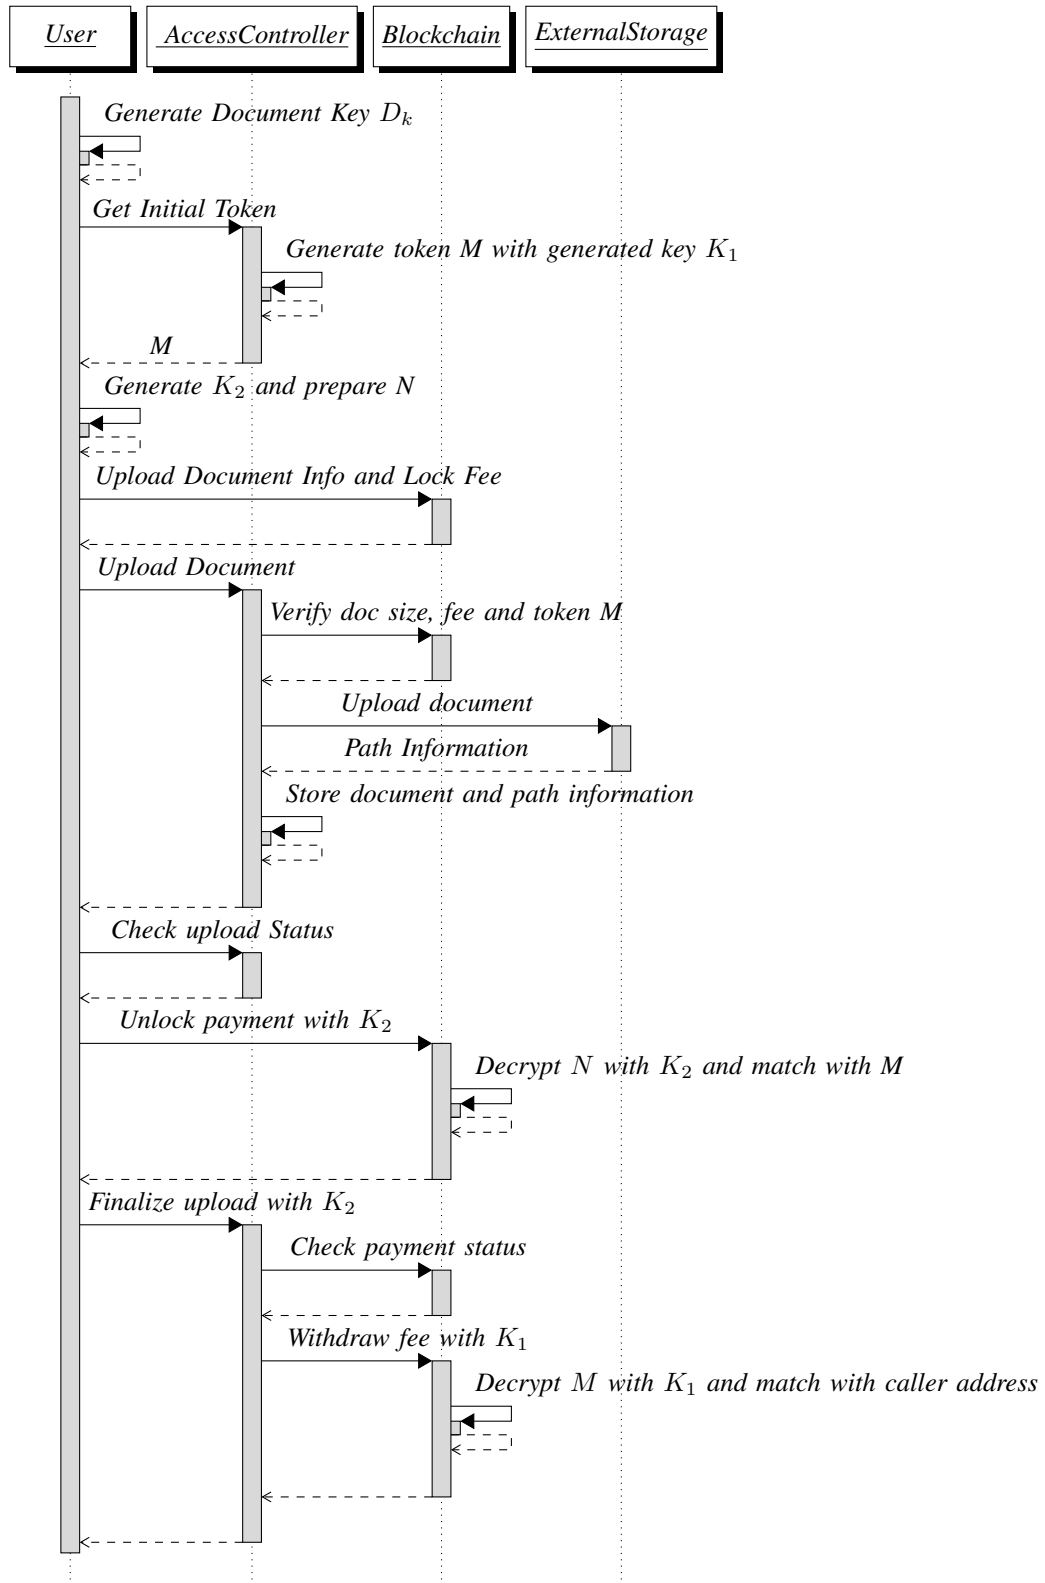 User AccessController Blockchain ExternalStorage
Generate Document Key D_k
Get Initial Token
Generate token M with generated key K_1
M
Generate K_2 and prepare N
Upload Document Info and Lock Fee
Upload Document
Verify doc size, fee and token M
Upload document
Path Information
Store document and path information
Check upload Status
Unlock payment with K_2
Decrypt N with K_2 and match with M
Finalize upload with K_2
Check payment status
Withdraw fee with K_1
Decrypt M with K_1 and match with caller address